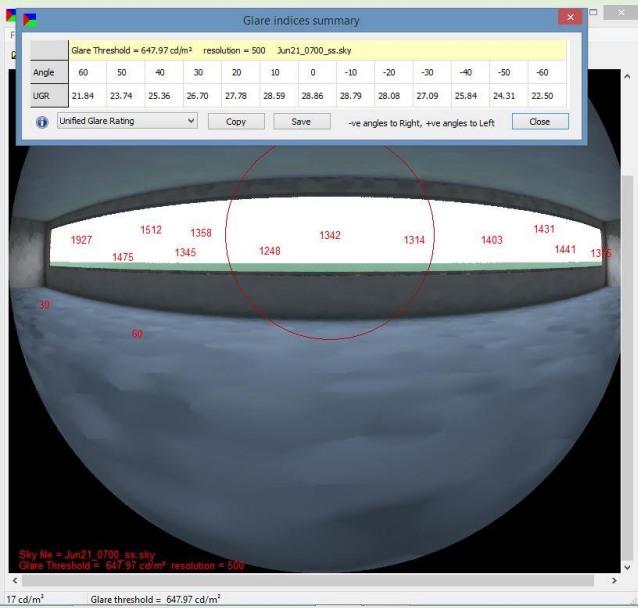 Glare indices summary
Glare Threshold = 647.97 cd/m² resolution = 500 Jun21_0700_ss.sky
Angle 60 50 40 30 20 10 0 -10 -20 -30 -40 -50 -60
UGR 21.84 23.74 25.36 26.70 27.78 28.59 28.86 28.79 28.08 27.09 25.84 24.31 22.50
Unified Glare Rating Copy Save -ve angles to Right, +ve angles to Left Close
1927 1512 1358 1342 1314 1403 1431
1475 1345 1248 1441
39
60
Sky file = Jun21_0700_ss.sky
Glare Threshold = 647.97 cd/m² resolution = 500
17 cd/m² Glare threshold = 647.97 cd/m²